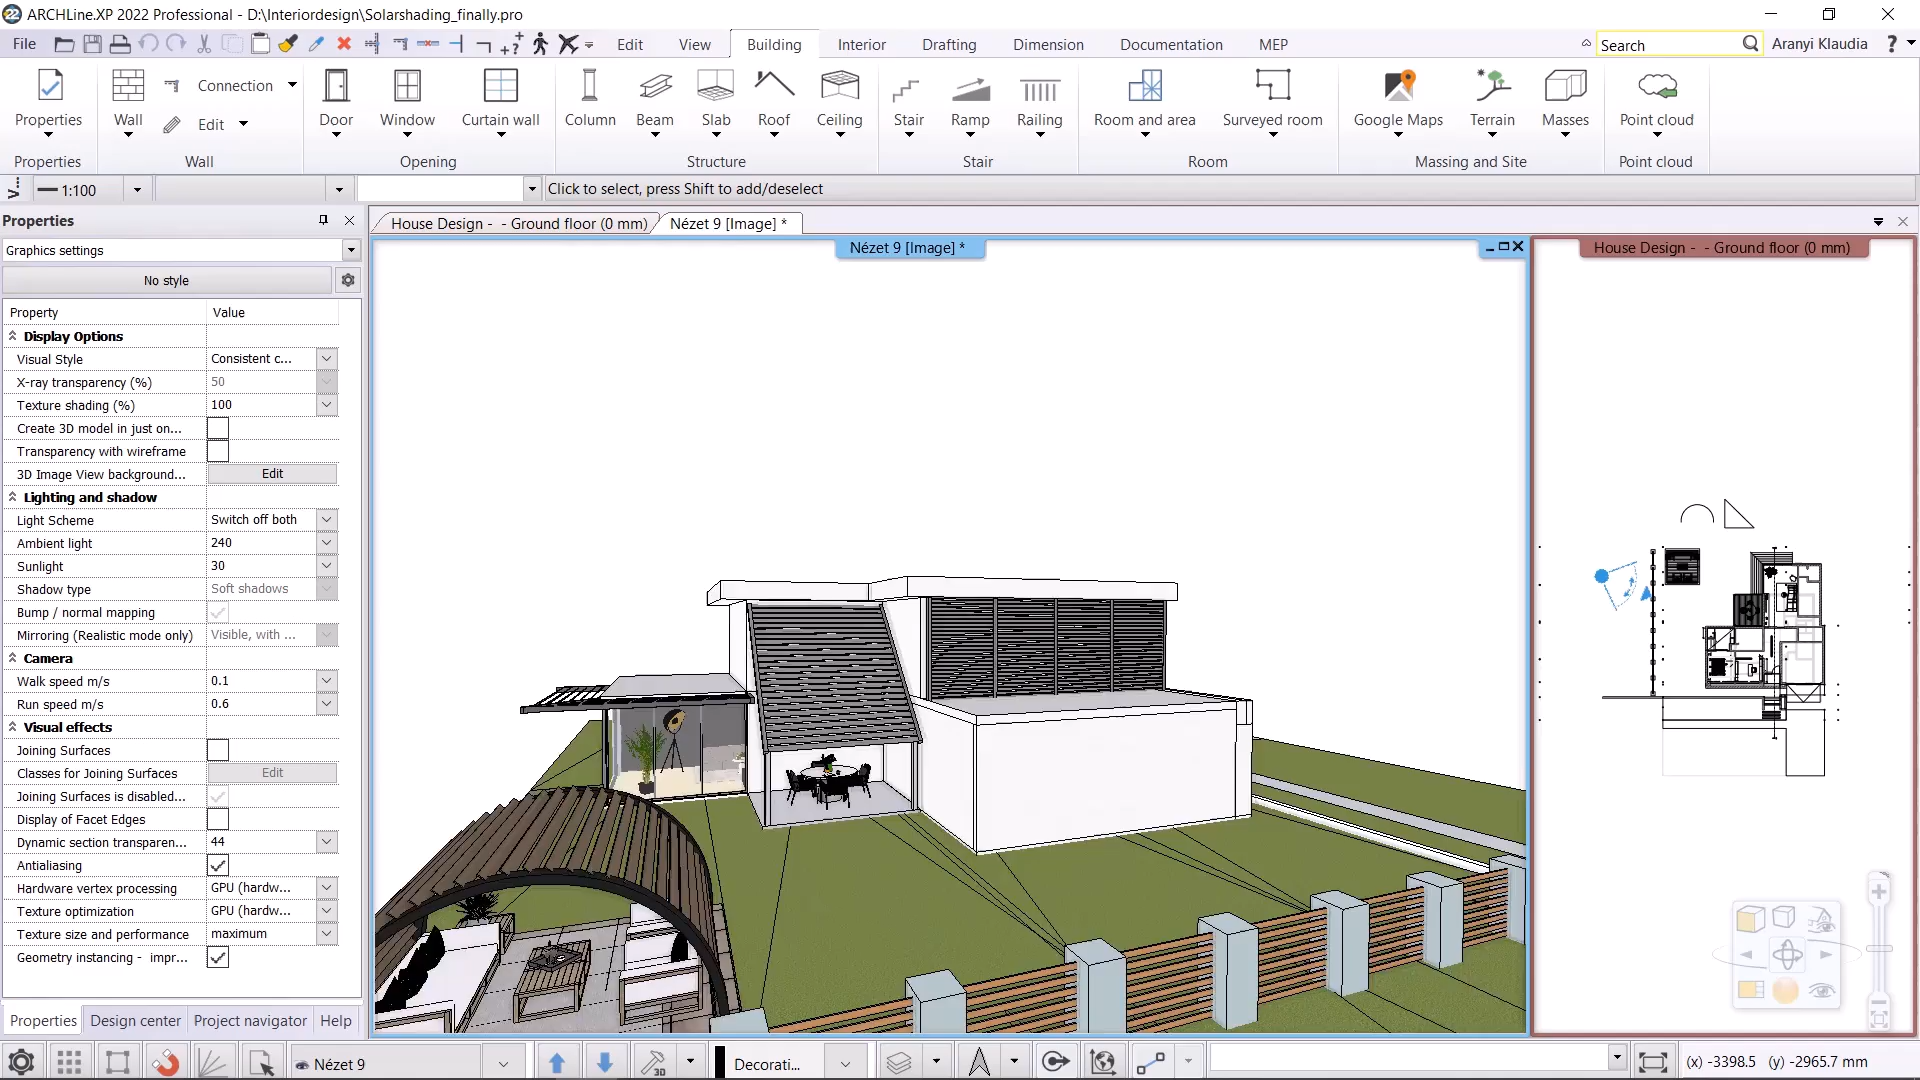 ARCHLine.XP 2022 Professional - D:\Interiordesign\Solarshading_finally.pro
File Edit View Building Interior Drafting Dimension Documentation MEP Search Aranyi Klaudia ?
Properties Wall Connection Edit Door Window Curtain wall Column Beam Slab Roof Ceiling Stair Ramp Railing Room and area Surveyed room Google Maps Terrain Masses Point cloud
Properties Wall Opening Structure Stair Room Massing and Site Point cloud
1:100 Click to select, press Shift to add/deselect
Properties
House Design - - Ground floor (0 mm) Nézet 9 [Image] *
Graphics settings
Nézet 9 [Image] * House Design - - Ground floor (0 mm)
No style
Property Value
Display Options
Visual Style Consistent c...
X-ray transparency (%) 50
Texture shading (%) 100
Create 3D model in just on...
Transparency with wireframe
3D Image View background... Edit
Lighting and shadow
Light Scheme Switch off both
Ambient light 240
Sunlight 30
Shadow type Soft shadows
Bump / normal mapping
Mirroring (Realistic mode only) Visible, with ...
Camera
Walk speed m/s 0.1
Run speed m/s 0.6
Visual effects
Joining Surfaces
Classes for Joining Surfaces Edit
Joining Surfaces is disabled...
Display of Facet Edges
Dynamic section transparen... 44
Antialiasing
Hardware vertex processing GPU (hardw...
Texture optimization GPU (hardw...
Texture size and performance maximum
Geometry instancing - impr...
Properties Design center Project navigator Help
Nézet 9 3D Decorati... (x) -3398.5 (y) -2965.7 mm